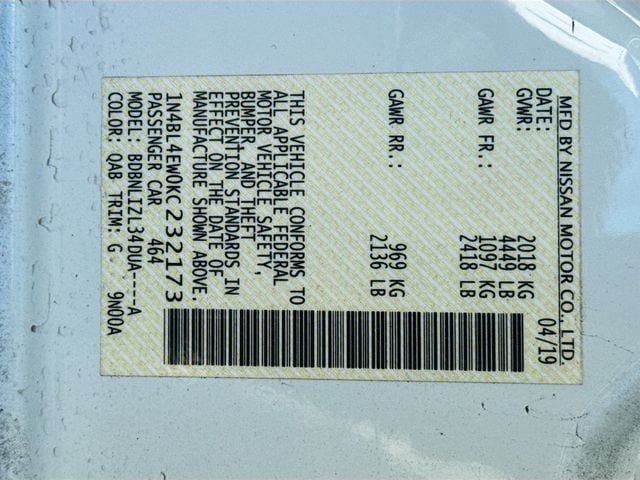 MFD BY NISSAN MOTOR CO., LTD.
DATE: 04/19
GVWR: 2018 KG
4449 LB
GAWR FR.: 1097 KG
2418 LB
GAWR RR.: 969 KG
2136 LB
THIS VEHICLE CONFORMS TO
ALL APPLICABLE FEDERAL
MOTOR VEHICLE SAFETY,
BUMPER, AND THEFT
PREVENTION STANDARDS IN
EFFECT ON THE DATE OF
MANUFACTURE SHOWN ABOVE.
1N4BL4EW0KC232173
PASSENGER CAR 464
MODEL: BDBNLIZL34DUA----A
COLOR: QAB TRIM: G 9N00A